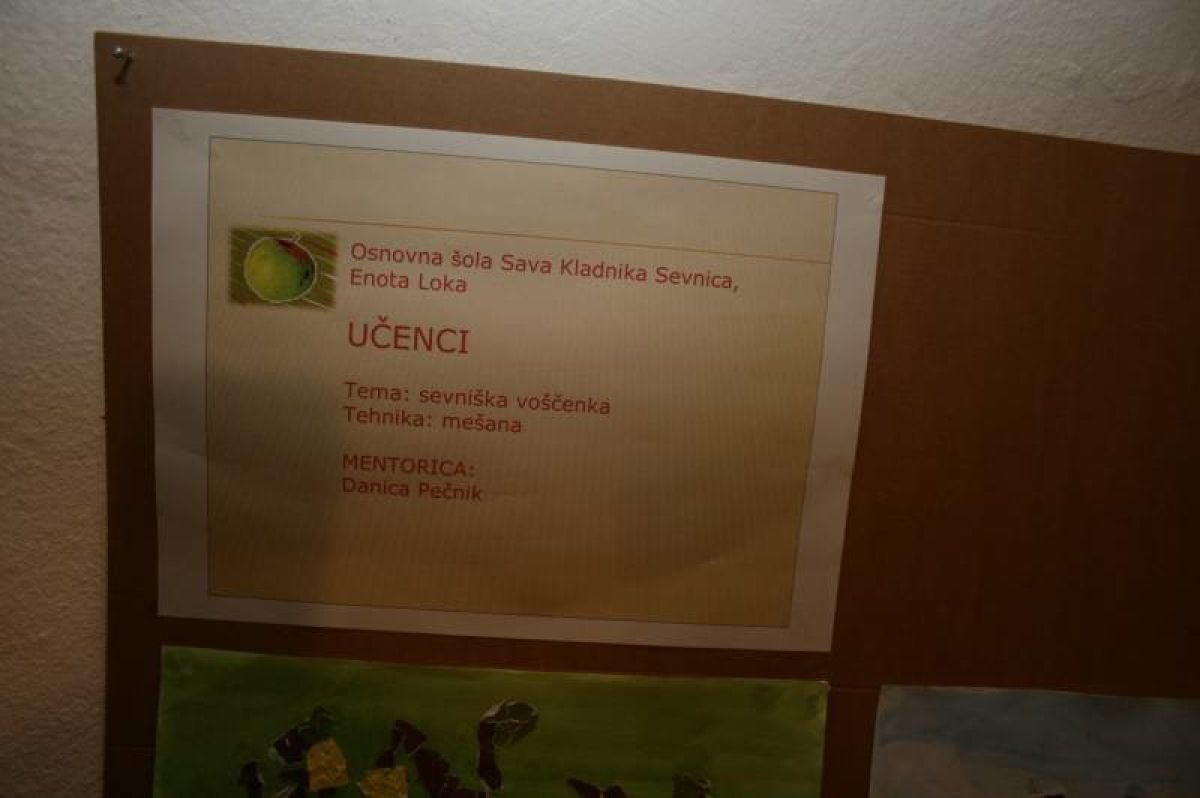 Osnovna šola Sava Kladnika Sevnica,
Enota Loka
UČENCI
Tema: sevniška voščenka
Tehnika: mešana
MENTORICA:
Danica Pečnik